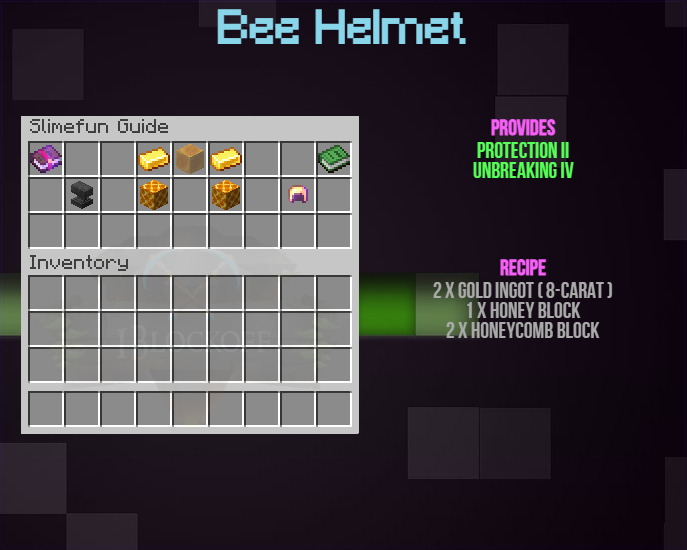 Bee Helmet
Slimefun Guide
Inventory
13LOCKOFF
PROVIDES
PROTECTION II
UNBREAKING IV
RECIPE
2 X GOLD INGOT ( 8-CARAT )
1 X HONEY BLOCK
2 X HONEYCOMB BLOCK